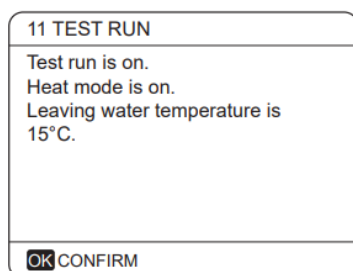 11 TEST RUN
Test run is on.
Heat mode is on.
Leaving water temperature is
15°C.
OK CONFIRM